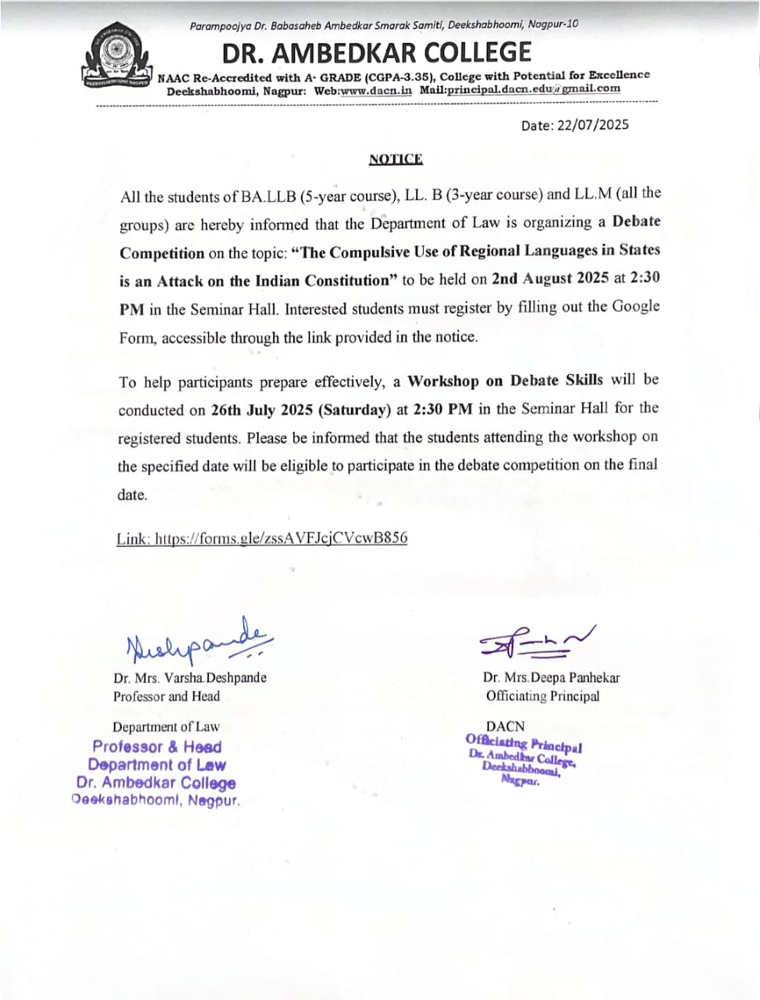 Parampoojya Dr. Babasaheb Ambedkar Smarak Samiti, Deekshabhoomi, Nagpur-10
DR. AMBEDKAR COLLEGE
NAAC Re-Accredited with A+ GRADE (CGPA-3.35), College with Potential for Excellence
Deekshabhoomi, Nagpur: Web:www.dacn.in Mail:principal.dacn.edu@gmail.com
Date: 22/07/2025
NOTICE
All the students of BA.LLB (5-year course), LL. B (3-year course) and LL.M (all the
groups) are hereby informed that the Department of Law is organizing a Debate
Competition on the topic: “The Compulsive Use of Regional Languages in States
is an Attack on the Indian Constitution” to be held on 2nd August 2025 at 2:30
PM in the Seminar Hall. Interested students must register by filling out the Google
Form, accessible through the link provided in the notice.
To help participants prepare effectively, a Workshop on Debate Skills will be
conducted on 26th July 2025 (Saturday) at 2:30 PM in the Seminar Hall for the
registered students. Please be informed that the students attending the workshop on
the specified date will be eligible to participate in the debate competition on the final
date.
Link: https://forms.gle/zssAVFJcjCVcwB856
Deshpande
Dr. Mrs. Varsha Deshpande
Professor and Head
Department of Law
Professor & Head
Department of Law
Dr. Ambedkar College
Deekshabhoomi, Nagpur.
Dr. Mrs. Deepa Panhekar
Officiating Principal
DACN
Officiating Principal
Dr. Ambedkar College,
Deekshabhoomi,
Nagpur.